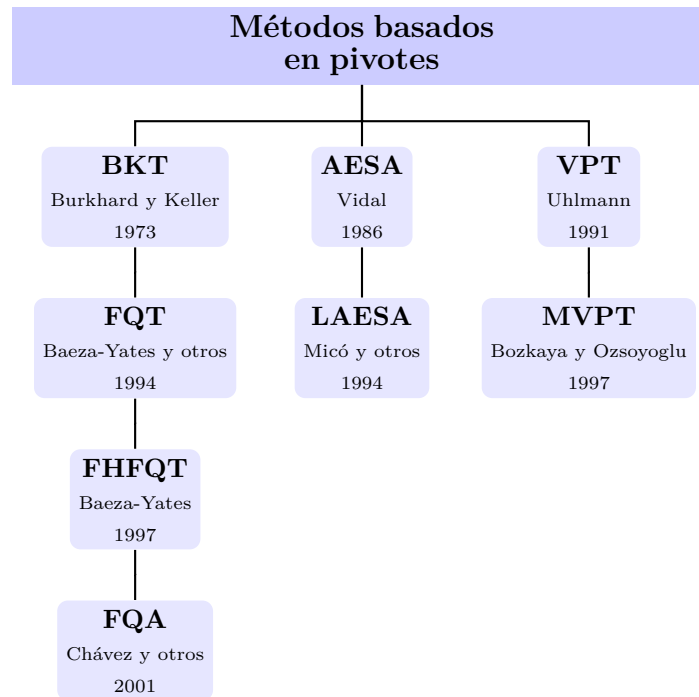 Métodos basados
en pivotes
BKT
Burkhard y Keller
1973
AESA
Vidal
1986
VPT
Uhlmann
1991
FQT
Baeza-Yates y otros
1994
LAESA
Micó y otros
1994
MVPT
Bozkaya y Ozsoyoglu
1997
FHFQT
Baeza-Yates
1997
FQA
Chávez y otros
2001